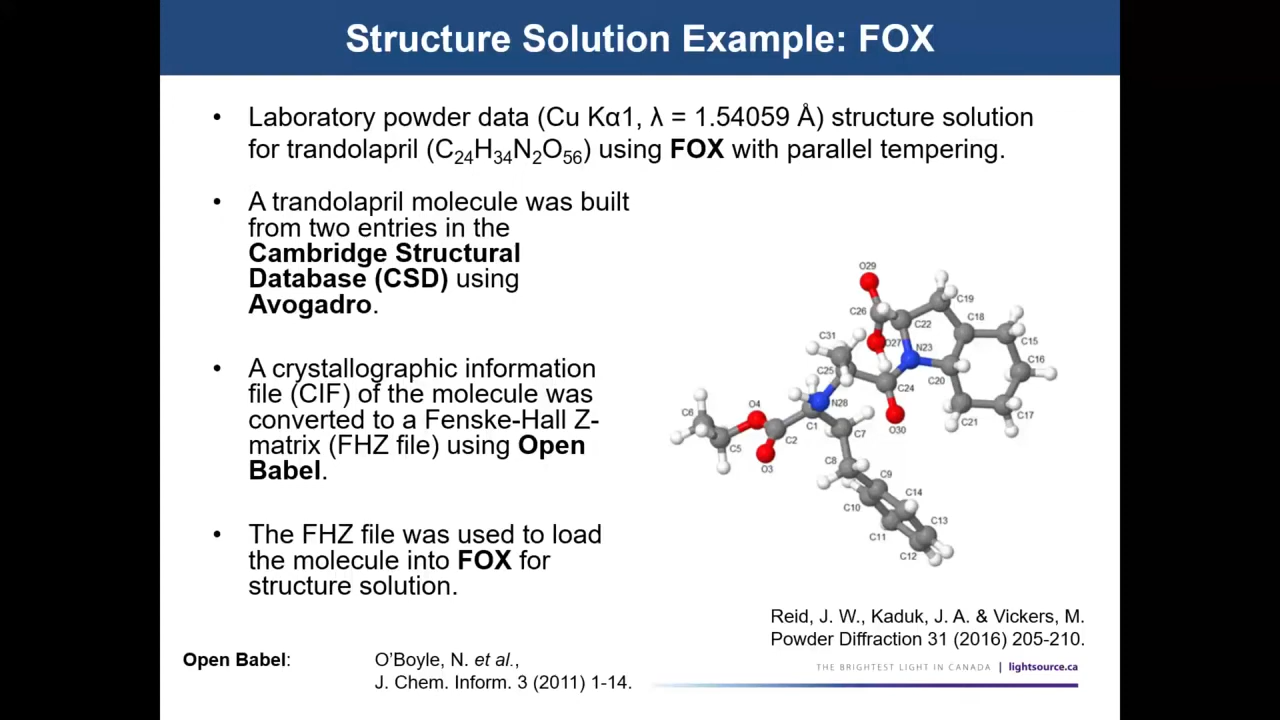 Structure Solution Example: FOX
• Laboratory powder data (Cu Kα1, λ = 1.54059 Å) structure solution
for trandolapril (C24H34N2O56) using FOX with parallel tempering.
• A trandolapril molecule was built
from two entries in the
Cambridge Structural
Database (CSD) using
Avogadro.
• A crystallographic information
file (CIF) of the molecule was
converted to a Fenske-Hall Z-
matrix (FHZ file) using Open
Babel.
• The FHZ file was used to load
the molecule into FOX for
structure solution.
O29
C19
C26
C22
C18
C31
O27
N23
C15
C16
C25
C24
C20
C6
O4
N28
C17
C1
O30
C21
C2
C7
C5
O3
C8
C9
C14
C10
C13
C11
C12
Reid, J. W., Kaduk, J. A. & Vickers, M.
Powder Diffraction 31 (2016) 205-210.
Open Babel: O'Boyle, N. et al.,
J. Chem. Inform. 3 (2011) 1-14.
THE BRIGHTEST LIGHT IN CANADA | lightsource.ca